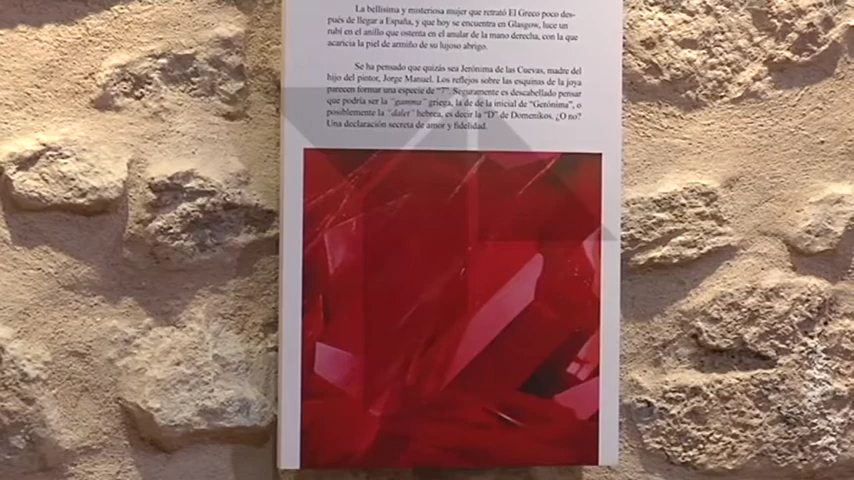 La bellísima y misteriosa mujer que retrató El Greco poco des-
pués de llegar a España, y que hoy se encuentra en Glasgow, luce un
rubí en el anillo que ostenta en el anular de la mano derecha, con la que
acaricia la piel de armiño de su lujoso abrigo.
Se ha pensado que quizás sea Jerónima de las Cuevas, madre del
hijo del pintor, Jorge Manuel. Los reflejos sobre las esquinas de la joya
parecen formar una especie de “7”. Seguramente es descabellado pensar
que podría ser la “gamma” griega, la de de la inicial de “Gerónima”, o
posiblemente la “dalet” hebrea, es decir la “D” de Domenikos. ¿O no?
Una declaración secreta de amor y fidelidad.